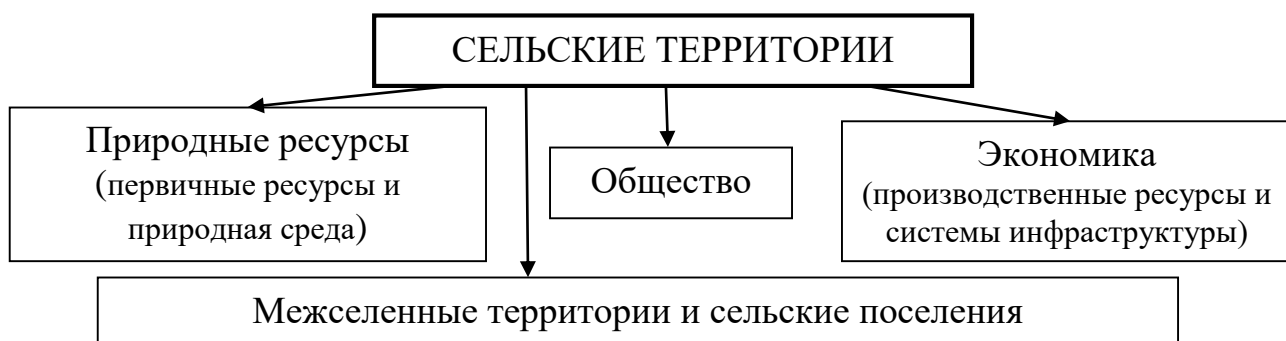 СЕЛЬСКИЕ ТЕРРИТОРИИ
Природные ресурсы
(первичные ресурсы и
природная среда)
Общество
Экономика
(производственные ресурсы и
системы инфраструктуры)
Межселенные территории и сельские поселения